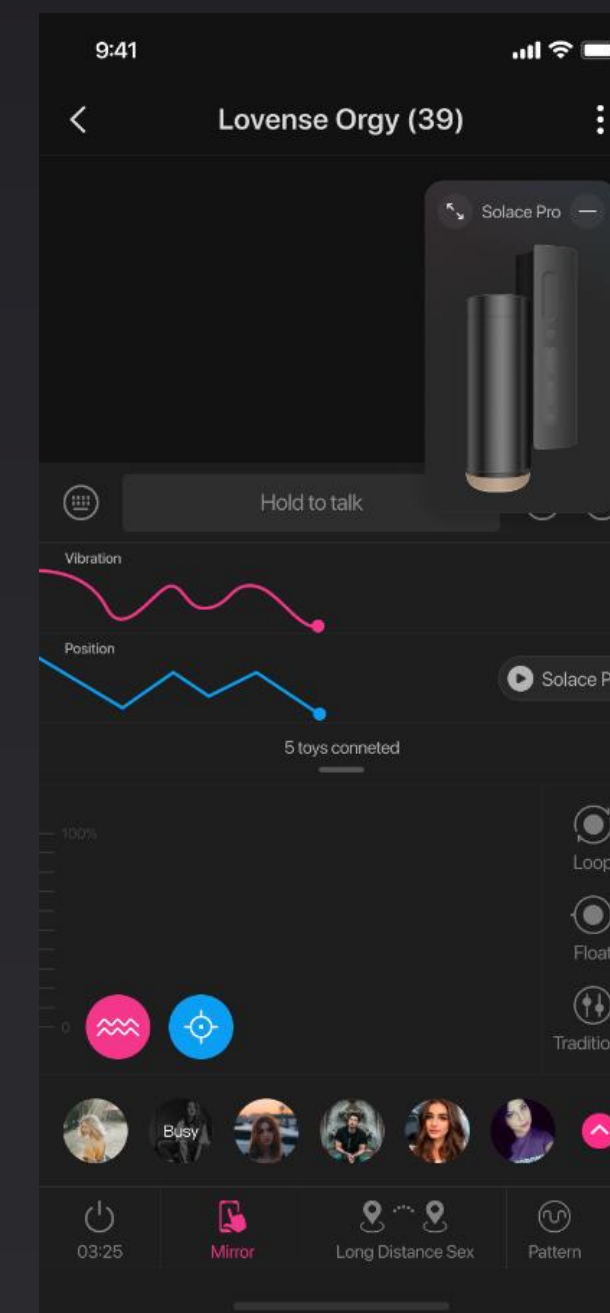 9:41
Lovense Orgy (39)
Solace Pro
Hold to talk
Vibration
Position
Solace P
5 toys conneted
100%
Loop
Float
0
Traditio
Busy
03:25
Mirror
Long Distance Sex
Pattern